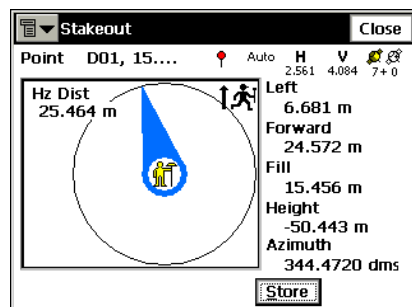 Stakeout
Close
Point D01, 15....
Auto H V
2.561 4.084 7+0
Hz Dist
25.464 m
Left
6.681 m
Forward
24.572 m
Fill
15.456 m
Height
-50.443 m
Azimuth
344.4720 dms
Store